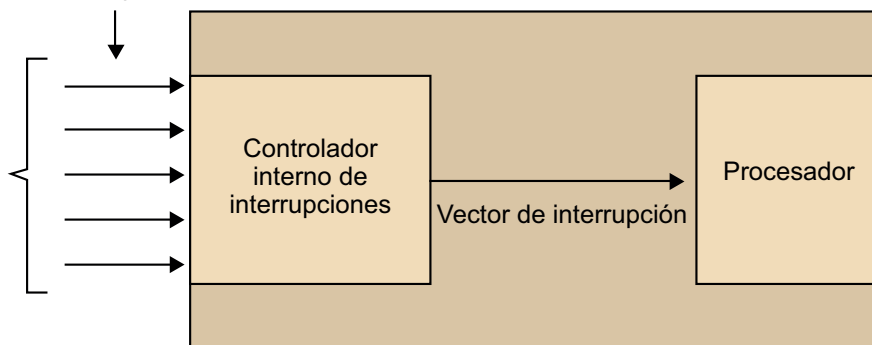 Controlador
interno de
interrupciones
Vector de interrupción
Procesador